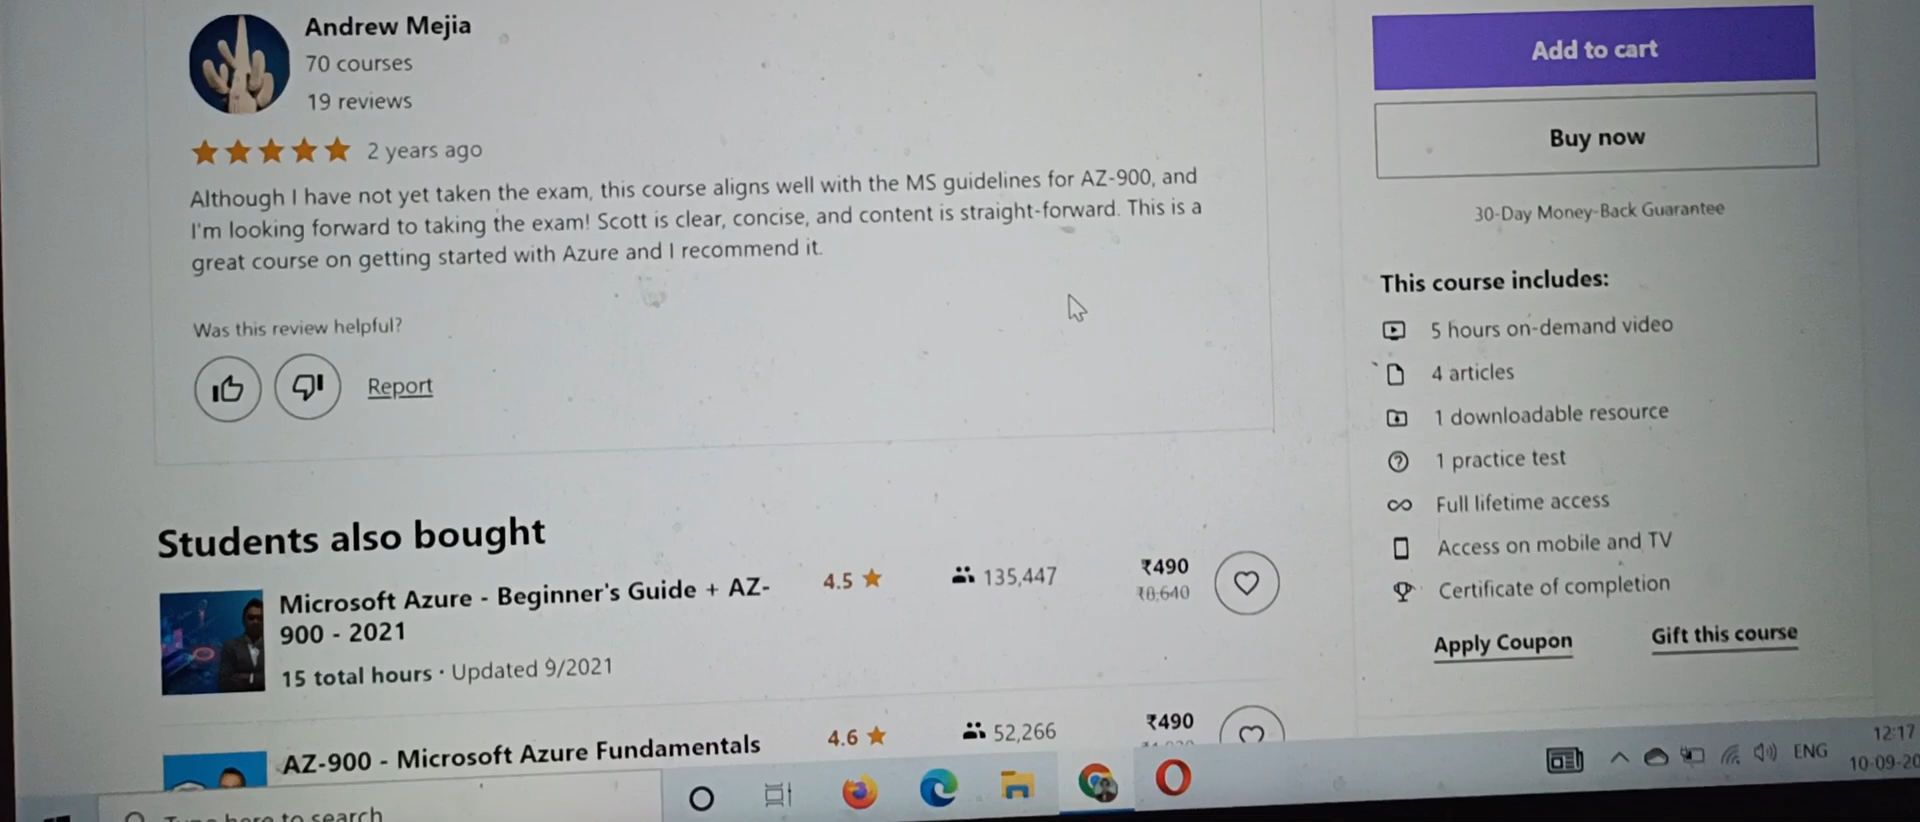 Andrew Mejia
70 courses
19 reviews
2 years ago
Although I have not yet taken the exam, this course aligns well with the MS guidelines for AZ-900, and
I'm looking forward to taking the exam! Scott is clear, concise, and content is straight-forward. This is a
great course on getting started with Azure and I recommend it.
Was this review helpful?
Report
Students also bought
Microsoft Azure - Beginner's Guide + AZ-
900 - 2021
15 total hours · Updated 9/2021
4.5
135,447
₹490
AZ-900 - Microsoft Azure Fundamentals
4.6
52,266
₹490
Add to cart
Buy now
30-Day Money-Back Guarantee
This course includes:
5 hours on-demand video
4 articles
1 downloadable resource
1 practice test
Full lifetime access
Access on mobile and TV
Certificate of completion
Apply Coupon Gift this course
here to search
ENG
12:17
10-09-20